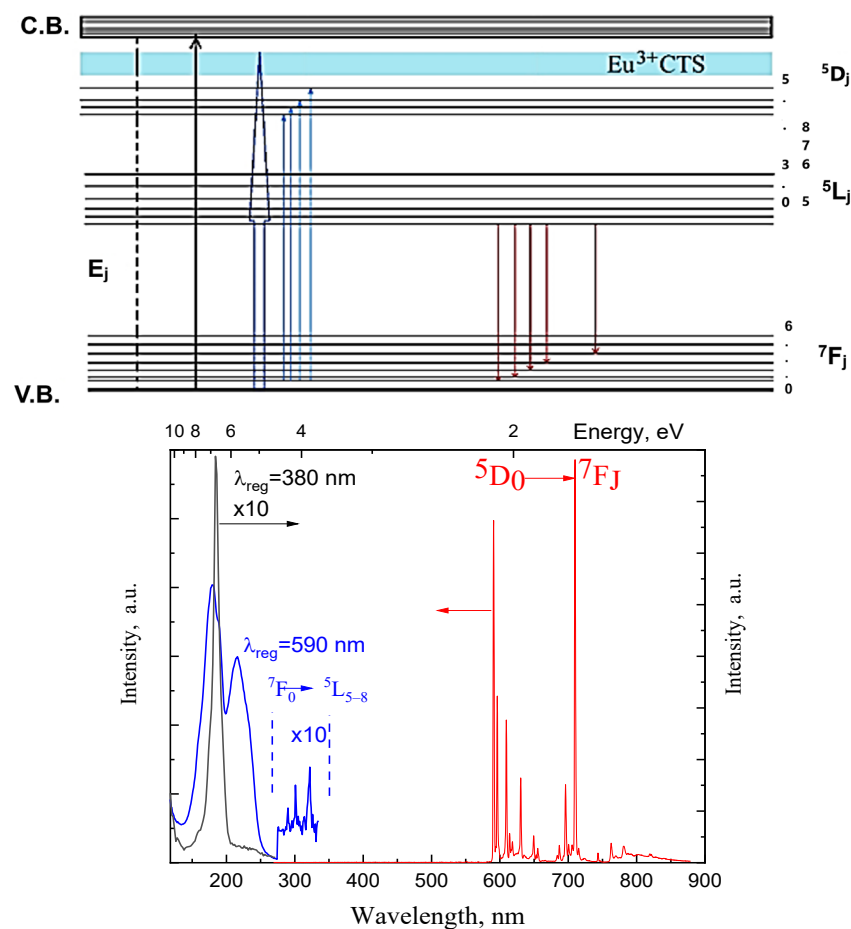 C.B.
Eu³⁺CTS
⁵Dⱼ
5
.
.
8
7
3 6
.
0 5
⁵Lⱼ
Eⱼ
6
.
.
.
0
⁷Fⱼ
V.B.
10 8 6 4 2 Energy, eV
λreg=380 nm
x10
⁵D₀ ⁷FJ
λreg=590 nm
⁷F₀ ⁵L₅₋₈
x10
Intensity, a.u.
Intensity, a.u.
200 300 400 500 600 700 800 900
Wavelength, nm